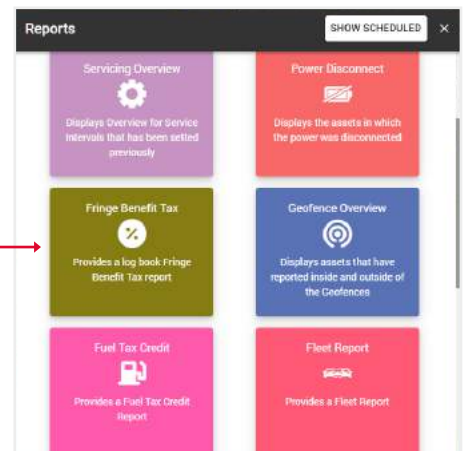 Reports
SHOW SCHEDULED
Servicing Overview
Displays Overview for Service
Intervals that has been setted
previously
Power Disconnect
Displays the assets in which
the power was disconnected
Fringe Benefit Tax
Provides a log book Fringe
Benefit Tax report
Geofence Overview
Displays assets that have
reported inside and outside of
the Geofences
Fuel Tax Credit
Provides a Fuel Tax Credit
Report
Fleet Report
Provides a Fleet Report